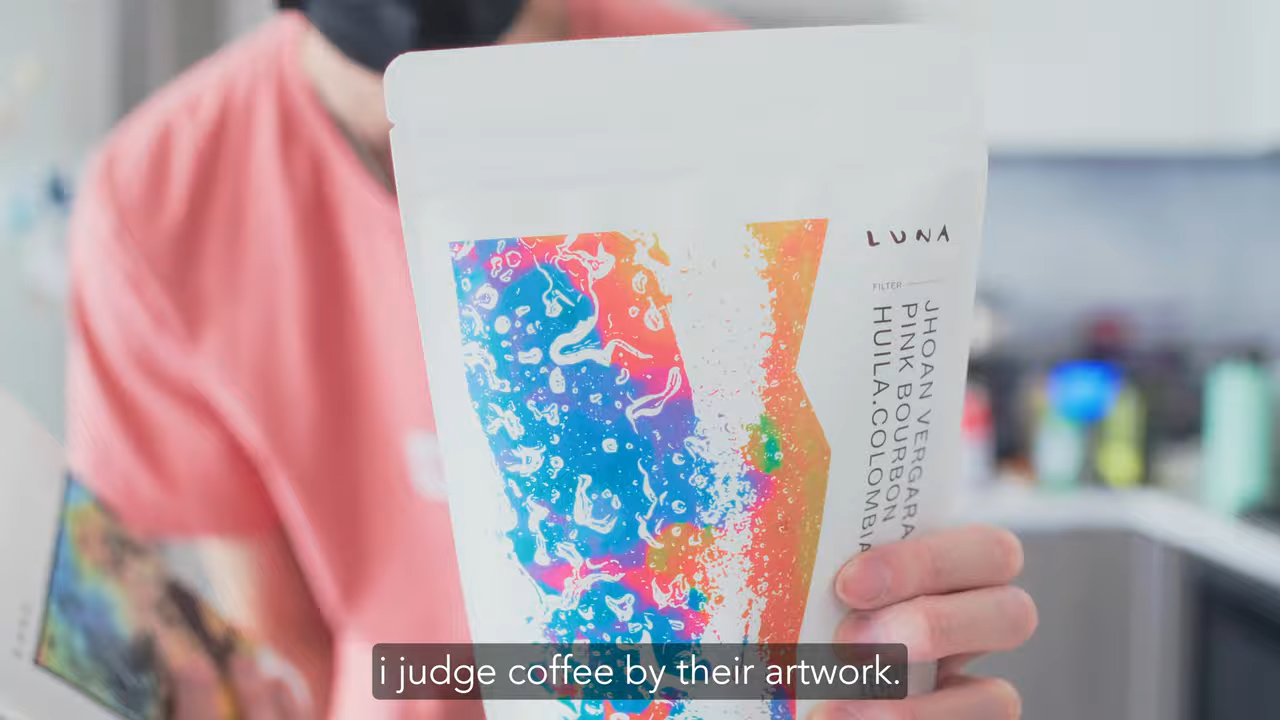 LUNA
FILTER
JHOAN VERGARA
PINK BOURBON
HUILA.COLOMBIA
i judge coffee by their artwork.